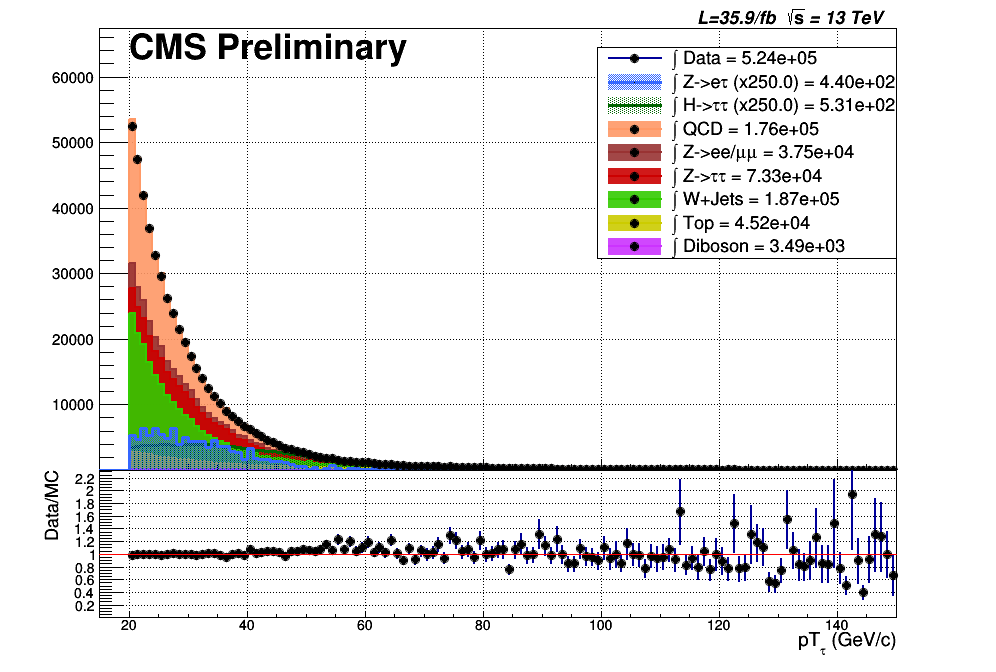 L=35.9/fb √s = 13 TeV
CMS Preliminary
∫ Data = 5.24e+05
∫ Z->eτ (x250.0) = 4.40e+02
∫ H->ττ (x250.0) = 5.31e+02
∫ QCD = 1.76e+05
∫ Z->ee/μμ = 3.75e+04
∫ Z->ττ = 7.33e+04
∫ W+Jets = 1.87e+05
∫ Top = 4.52e+04
∫ Diboson = 3.49e+03
60000
50000
40000
30000
20000
10000
Data/MC
2.2
2
1.8
1.6
1.4
1.2
1
0.8
0.6
0.4
0.2
20 40 60 80 100 120 140
pT_τ (GeV/c)